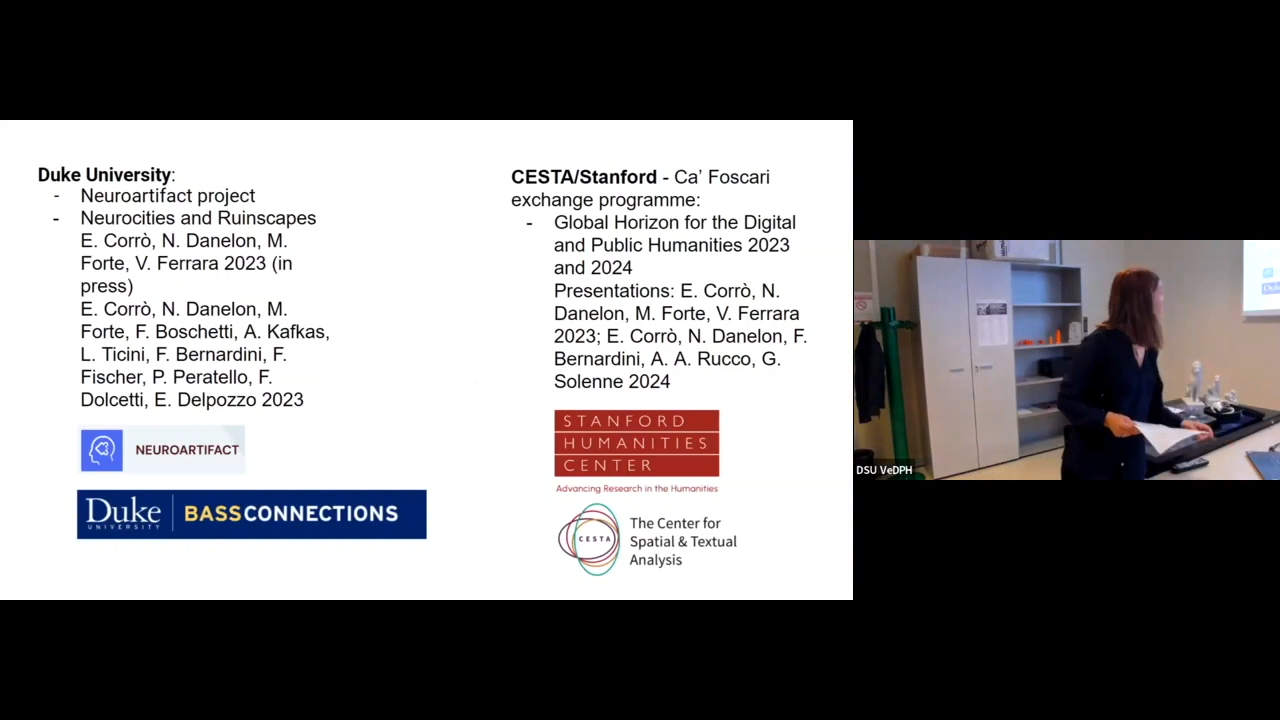 Duke University:
- Neuroartifact project
- Neurocities and Ruinscapes
E. Corrò, N. Danelon, M.
Forte, V. Ferrara 2023 (in
press)
E. Corrò, N. Danelon, M.
Forte, F. Boschetti, A. Kafkas,
L. Ticini, F. Bernardini, F.
Fischer, P. Peratello, F.
Dolcetti, E. Delpozzo 2023
NEUROARTIFACT
Duke
UNIVERSITY
BASSCONNECTIONS
CESTA/Stanford - Ca’ Foscari
exchange programme:
- Global Horizon for the Digital
and Public Humanities 2023
and 2024
Presentations: E. Corrò, N.
Danelon, M. Forte, V. Ferrara
2023; E. Corrò, N. Danelon, F.
Bernardini, A. A. Rucco, G.
Solenne 2024
STANFORD
HUMANITIES
CENTER
Advancing Research in the Humanities
CESTA
The Center for
Spatial & Textual
Analysis
DSU VeDPH